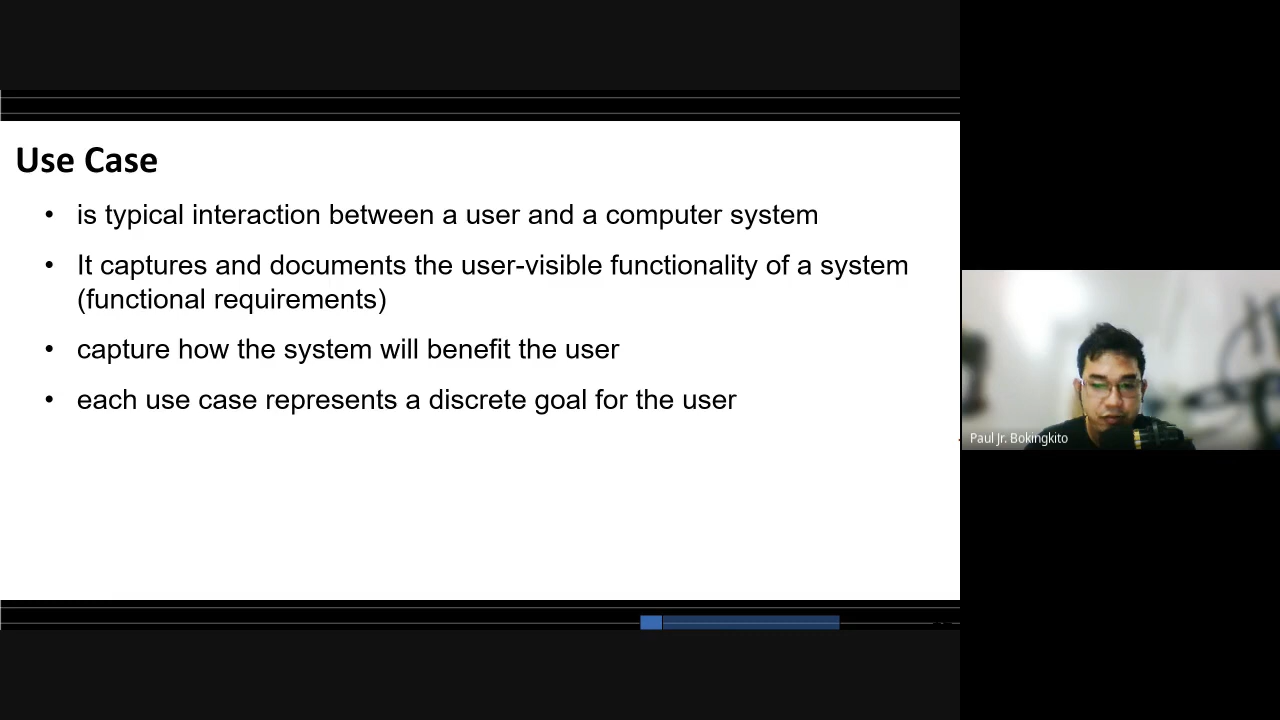 Use Case
• is typical interaction between a user and a computer system
• It captures and documents the user-visible functionality of a system
(functional requirements)
• capture how the system will benefit the user
• each use case represents a discrete goal for the user
Paul Jr. Bokingkito